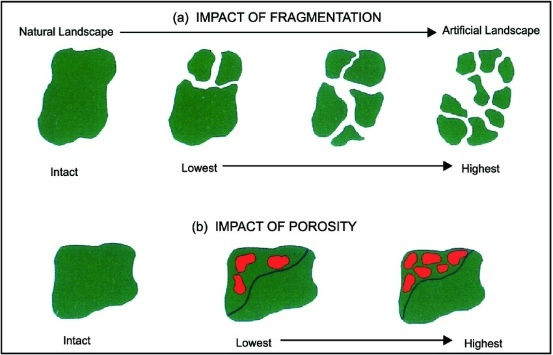 (a) IMPACT OF FRAGMENTATION
Natural Landscape
Artificial Landscape
Intact
Lowest
Highest
(b) IMPACT OF POROSITY
Intact
Lowest
Highest